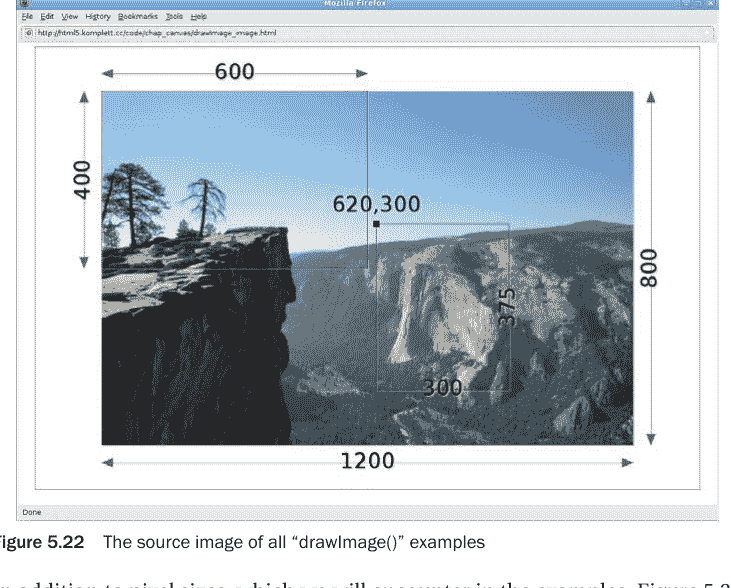 Mozilla Firefox
File Edit View History Bookmarks Tools Help
http://html5.komplett.cc/code/chap_canvas/drawImage_image.html
600
400
620,300
800
375
300
1200
Done
Figure 5.22 The source image of all “drawImage()” examples